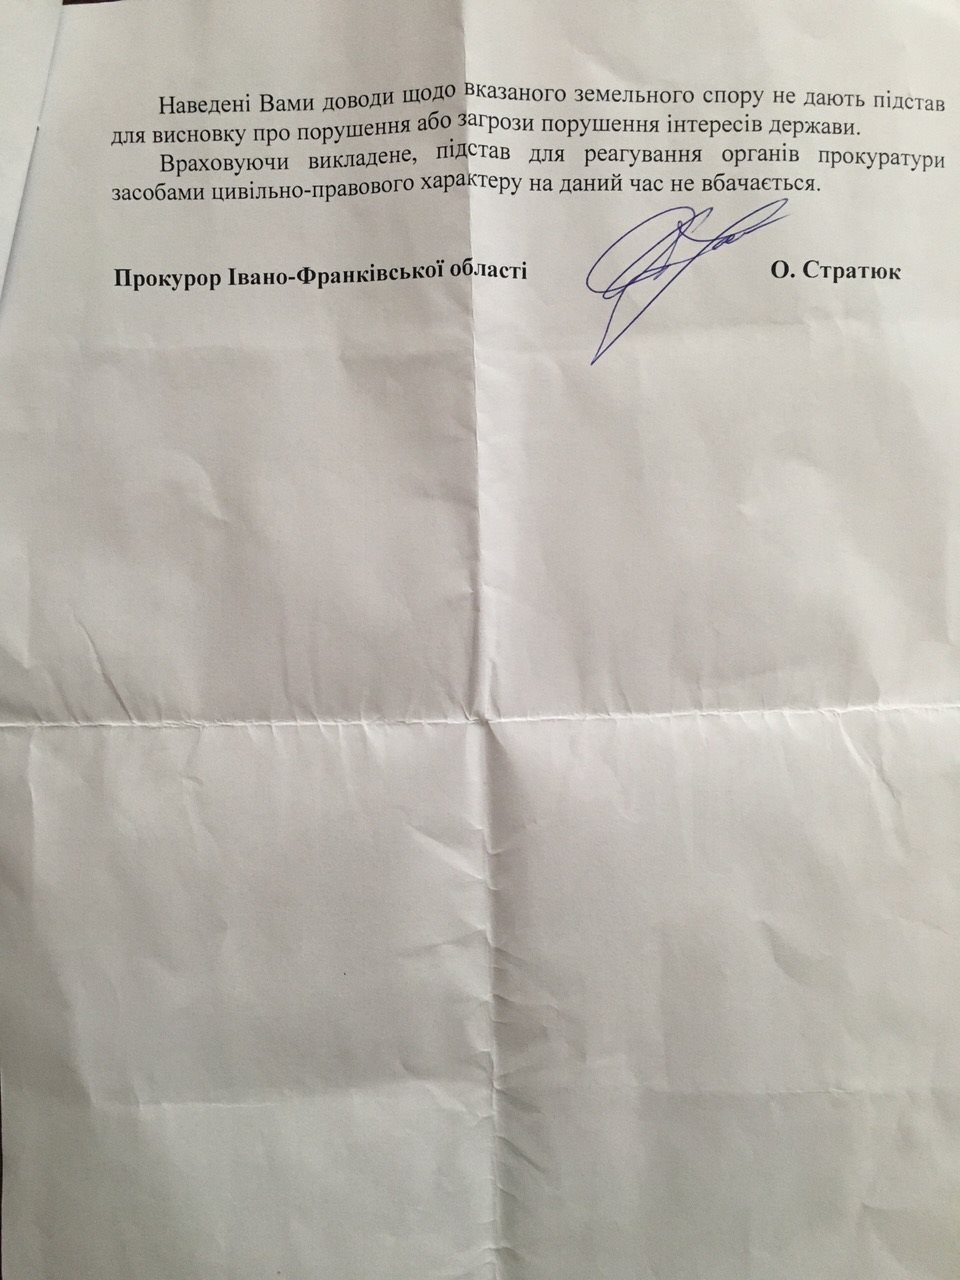 Наведені Вами доводи щодо вказаного земельного спору не дають підстав
для висновку про порушення або загрози порушення інтересів держави.
Враховуючи викладене, підстав для реагування органів прокуратури
засобами цивільно-правового характеру на даний час не вбачається.
Прокурор Івано-Франківської області О. Стратюк